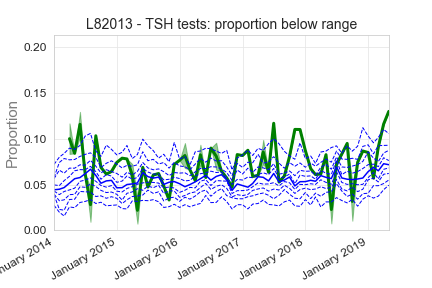 L82013 - TSH tests: proportion below range
Proportion
0.20
0.15
0.10
0.05
0.00
nuary 2014
January 2015
January 2016
January 2017
January 2018
January 2019